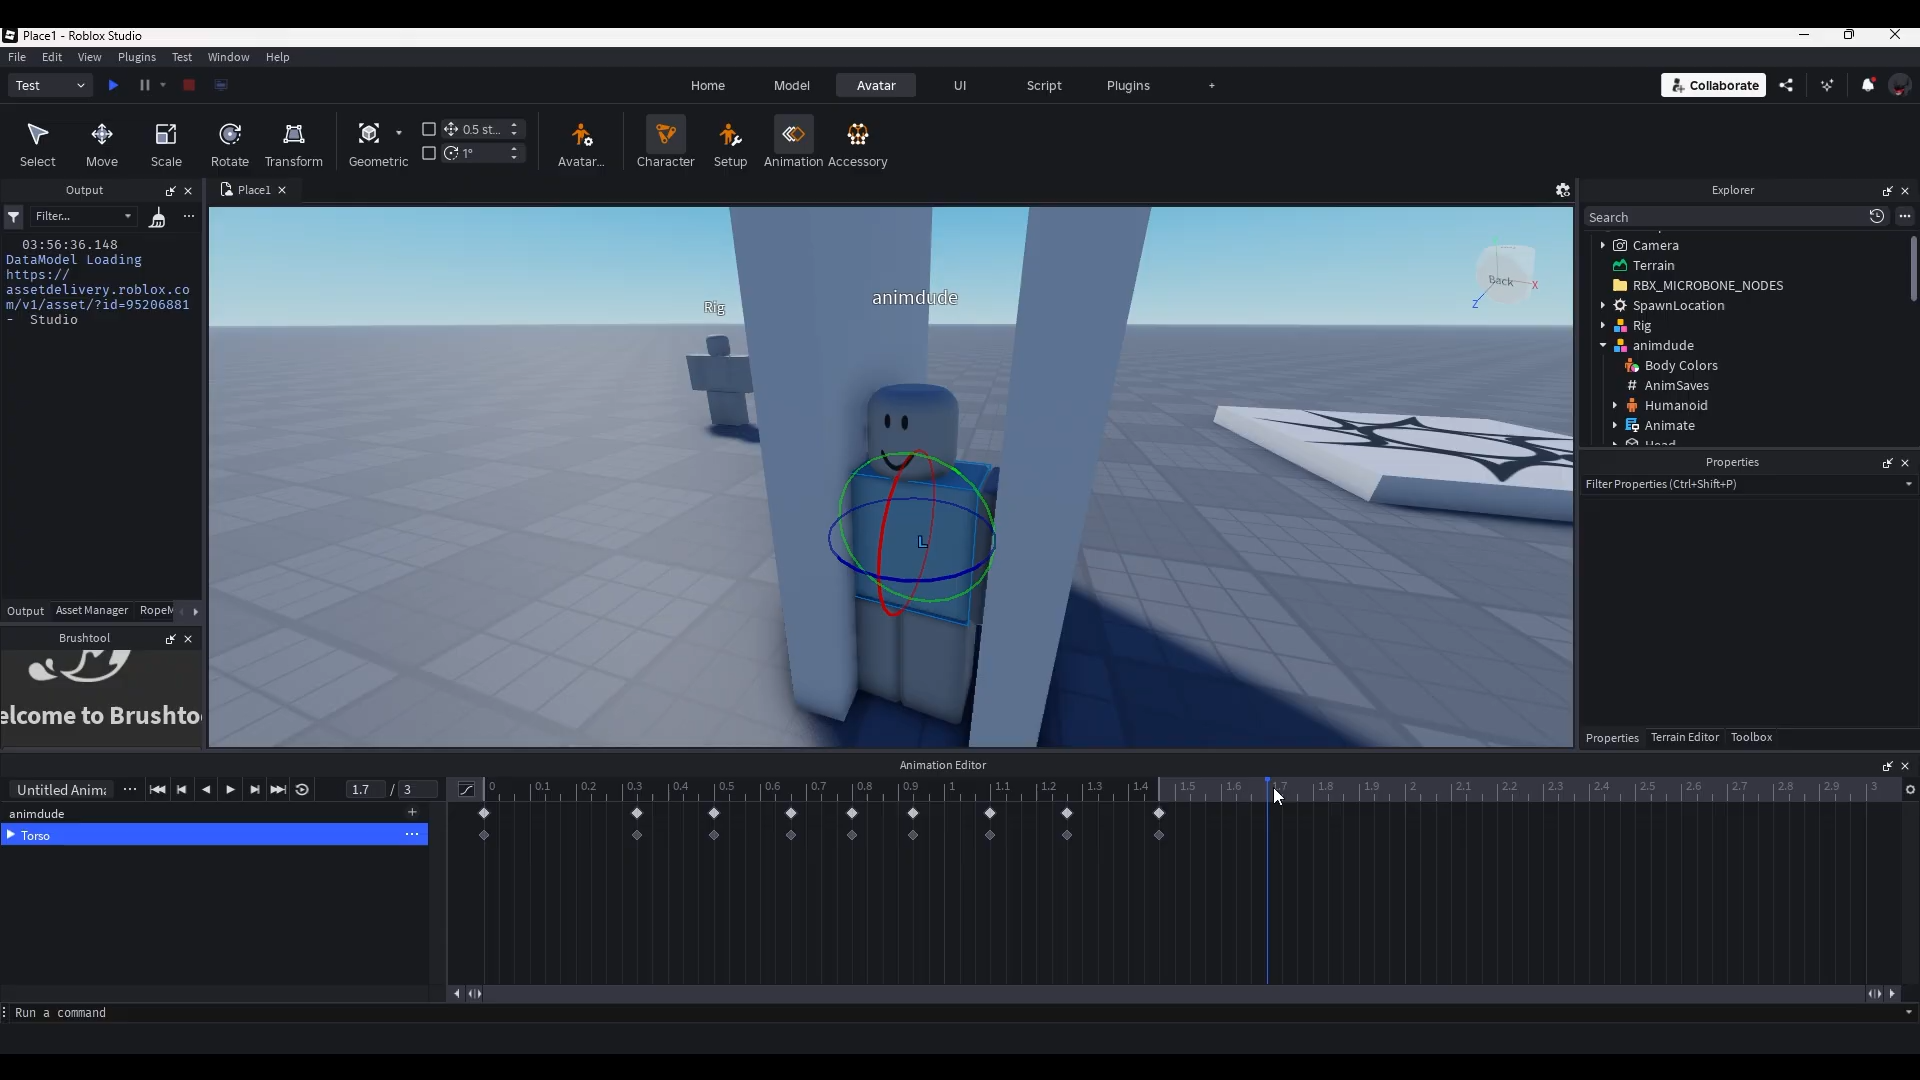 Place1 - Roblox Studio
File Edit View Plugins Test Window Help
Test
Home Model Avatar UI Script Plugins +
Collaborate
Select Move Scale Rotate Transform Geometric
0.5 st...
1°
Avatar... Character Setup Animation Accessory
Output
Filter...
03:56:36.148
DataModel Loading
https://
assetdelivery.roblox.co
m/v1/asset/?id=95206881
- Studio
Output Asset Manager RopeM
Brushtool
elcome to Brushto
Place1
Rig
animdude
Back
X
Z
L
Explorer
Search
Camera
Terrain
RBX_MICROBONE_NODES
SpawnLocation
Rig
animdude
Body Colors
# AnimSaves
Humanoid
Animate
Head
Properties
Filter Properties (Ctrl+Shift+P)
Properties Terrain Editor Toolbox
Animation Editor
Untitled Anima ... 1.7 / 3
0 0.1 0.2 0.3 0.4 0.5 0.6 0.7 0.8 0.9 1 1.1 1.2 1.3 1.4 1.5 1.6 1.7 1.8 1.9 2 2.1 2.2 2.3 2.4 2.5 2.6 2.7 2.8 2.9 3
animdude +
Torso ...
Run a command